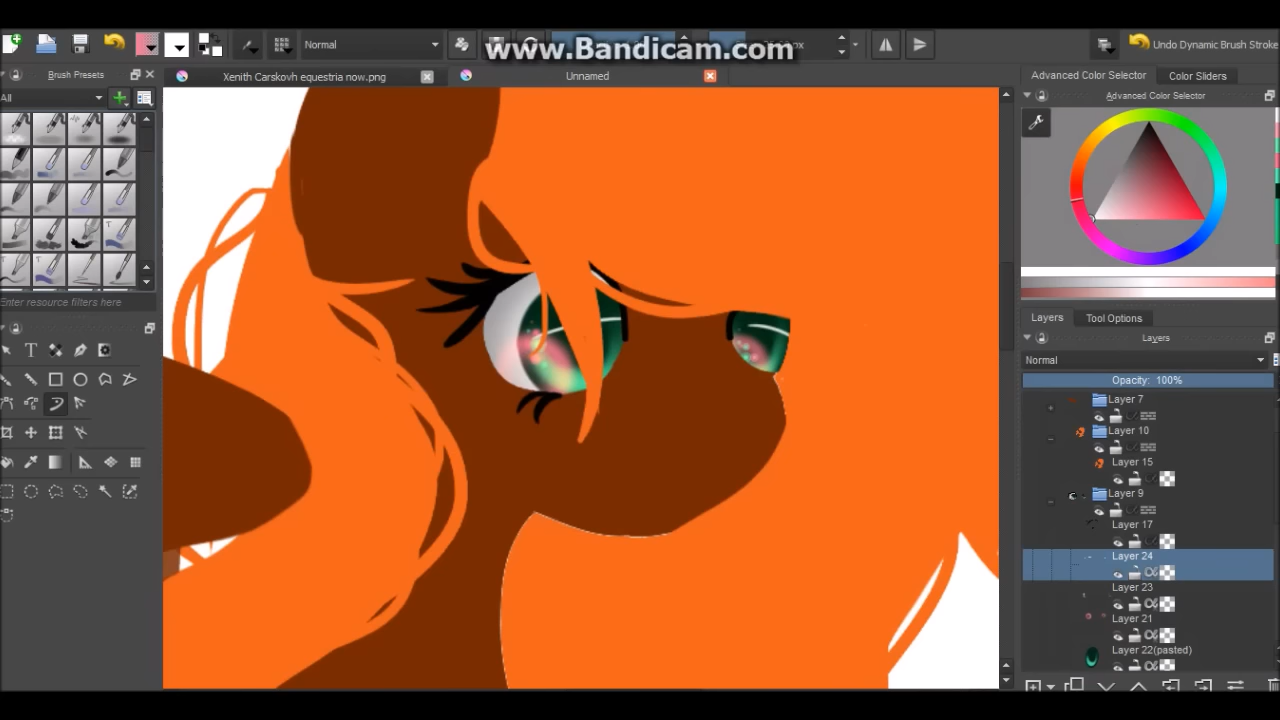 www.Bandicam.com
Normal
Undo Dynamic Brush Stroke
Brush Presets
Xenith Carskovh equestria now.png
Unnamed
Advanced Color Selector
Color Sliders
All
Advanced Color Selector
Enter resource filters here
Layers
Tool Options
Layers
Normal
Opacity: 100%
Layer 7
Layer 10
Layer 15
Layer 9
Layer 17
Layer 24
Layer 23
Layer 21
Layer 22(pasted)